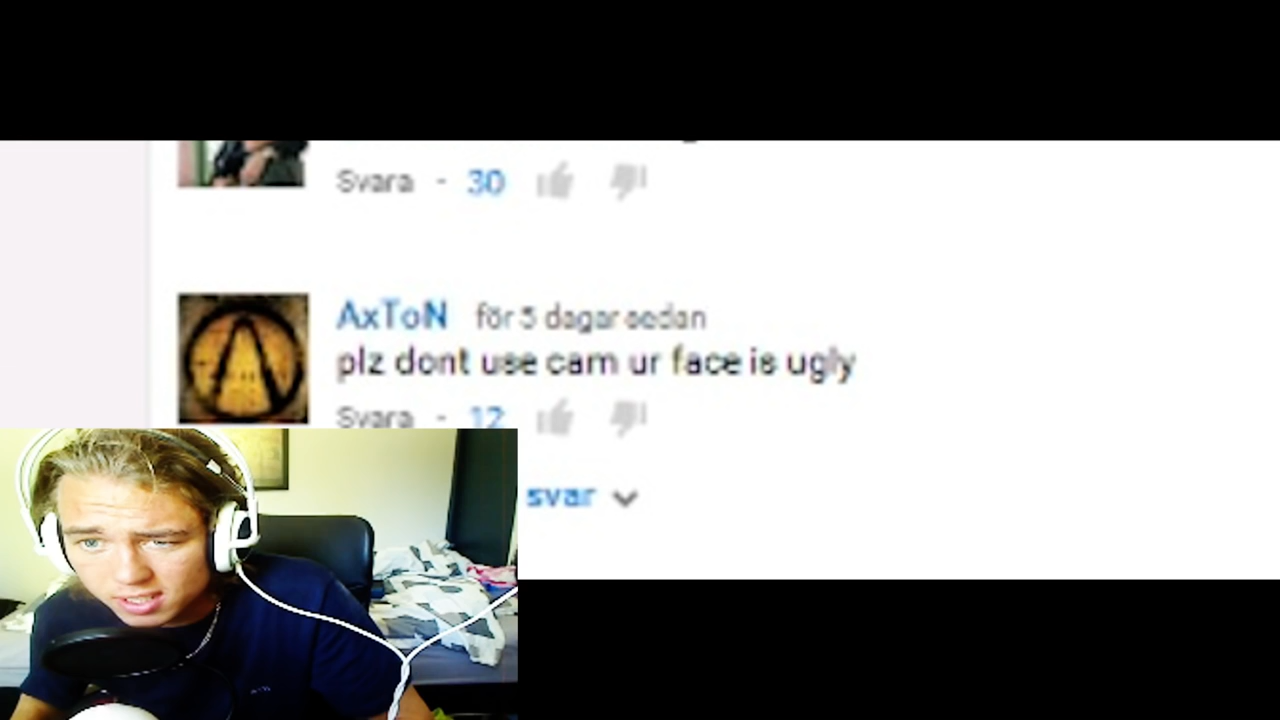 Svara · 30
AxToN för 5 dagar sedan
plz dont use cam ur face is ugly
Svara · 12
svar